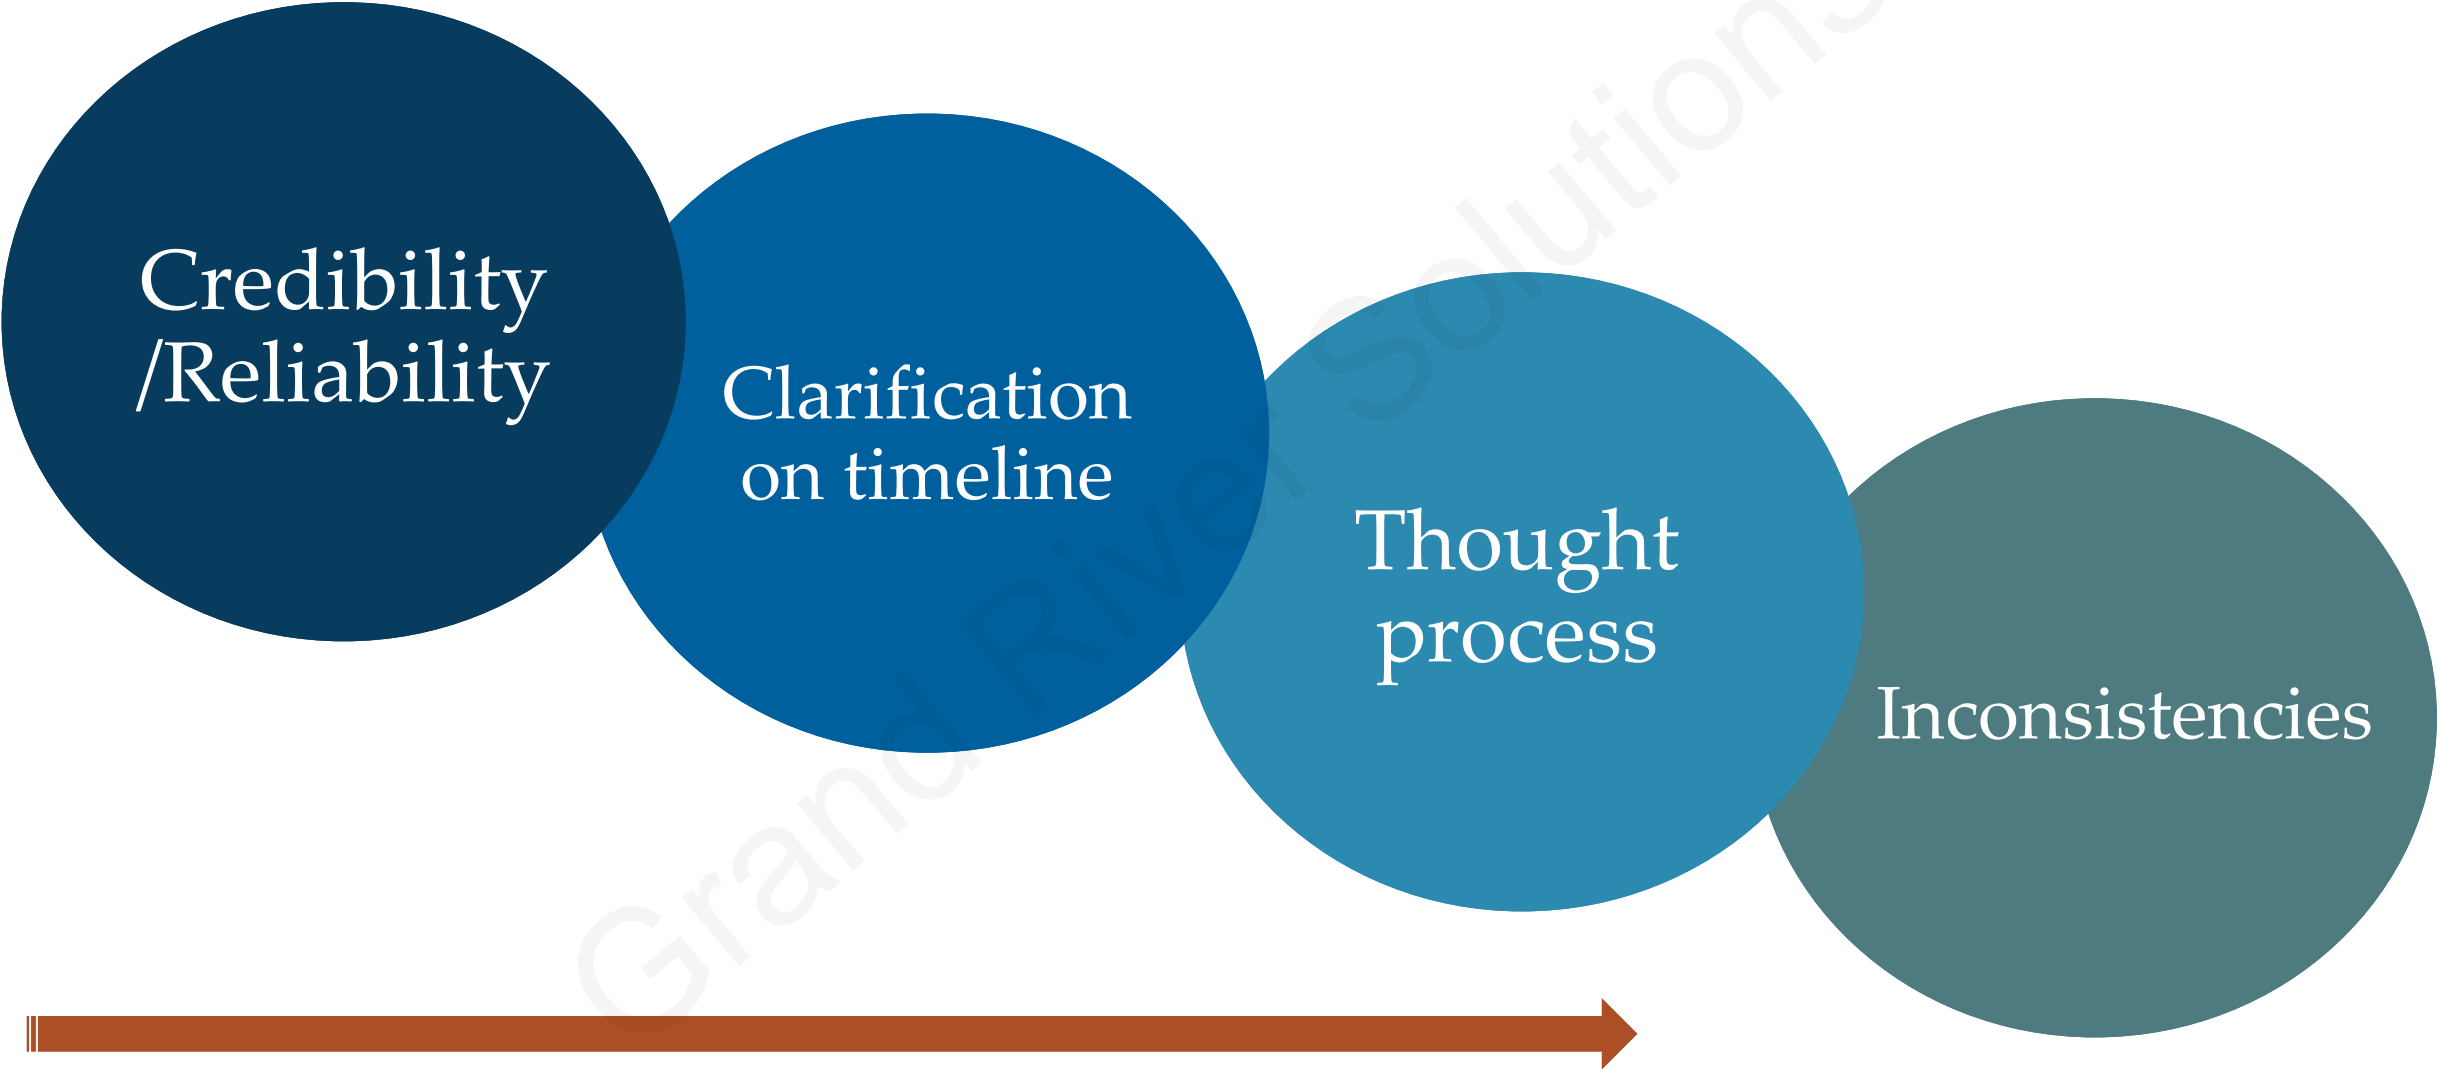 Credibility
/Reliability
Clarification
on timeline
Thought
process
Inconsistencies
Grand River Solutions